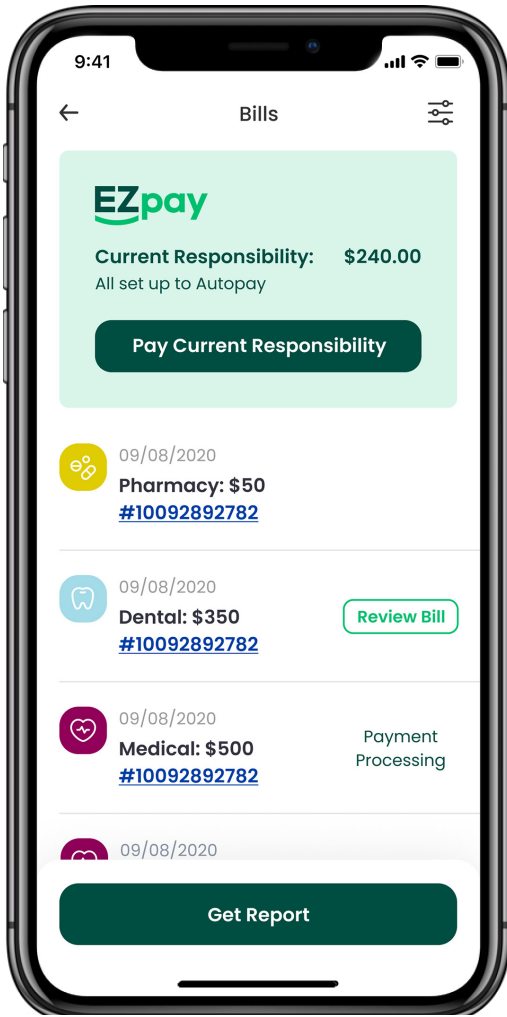 9:41
Bills
EZpay
Current Responsibility: $240.00
All set up to Autopay
Pay Current Responsibility
09/08/2020
Pharmacy: $50
#10092892782
09/08/2020
Dental: $350
#10092892782
Review Bill
09/08/2020
Medical: $500
#10092892782
Payment
Processing
09/08/2020
Get Report